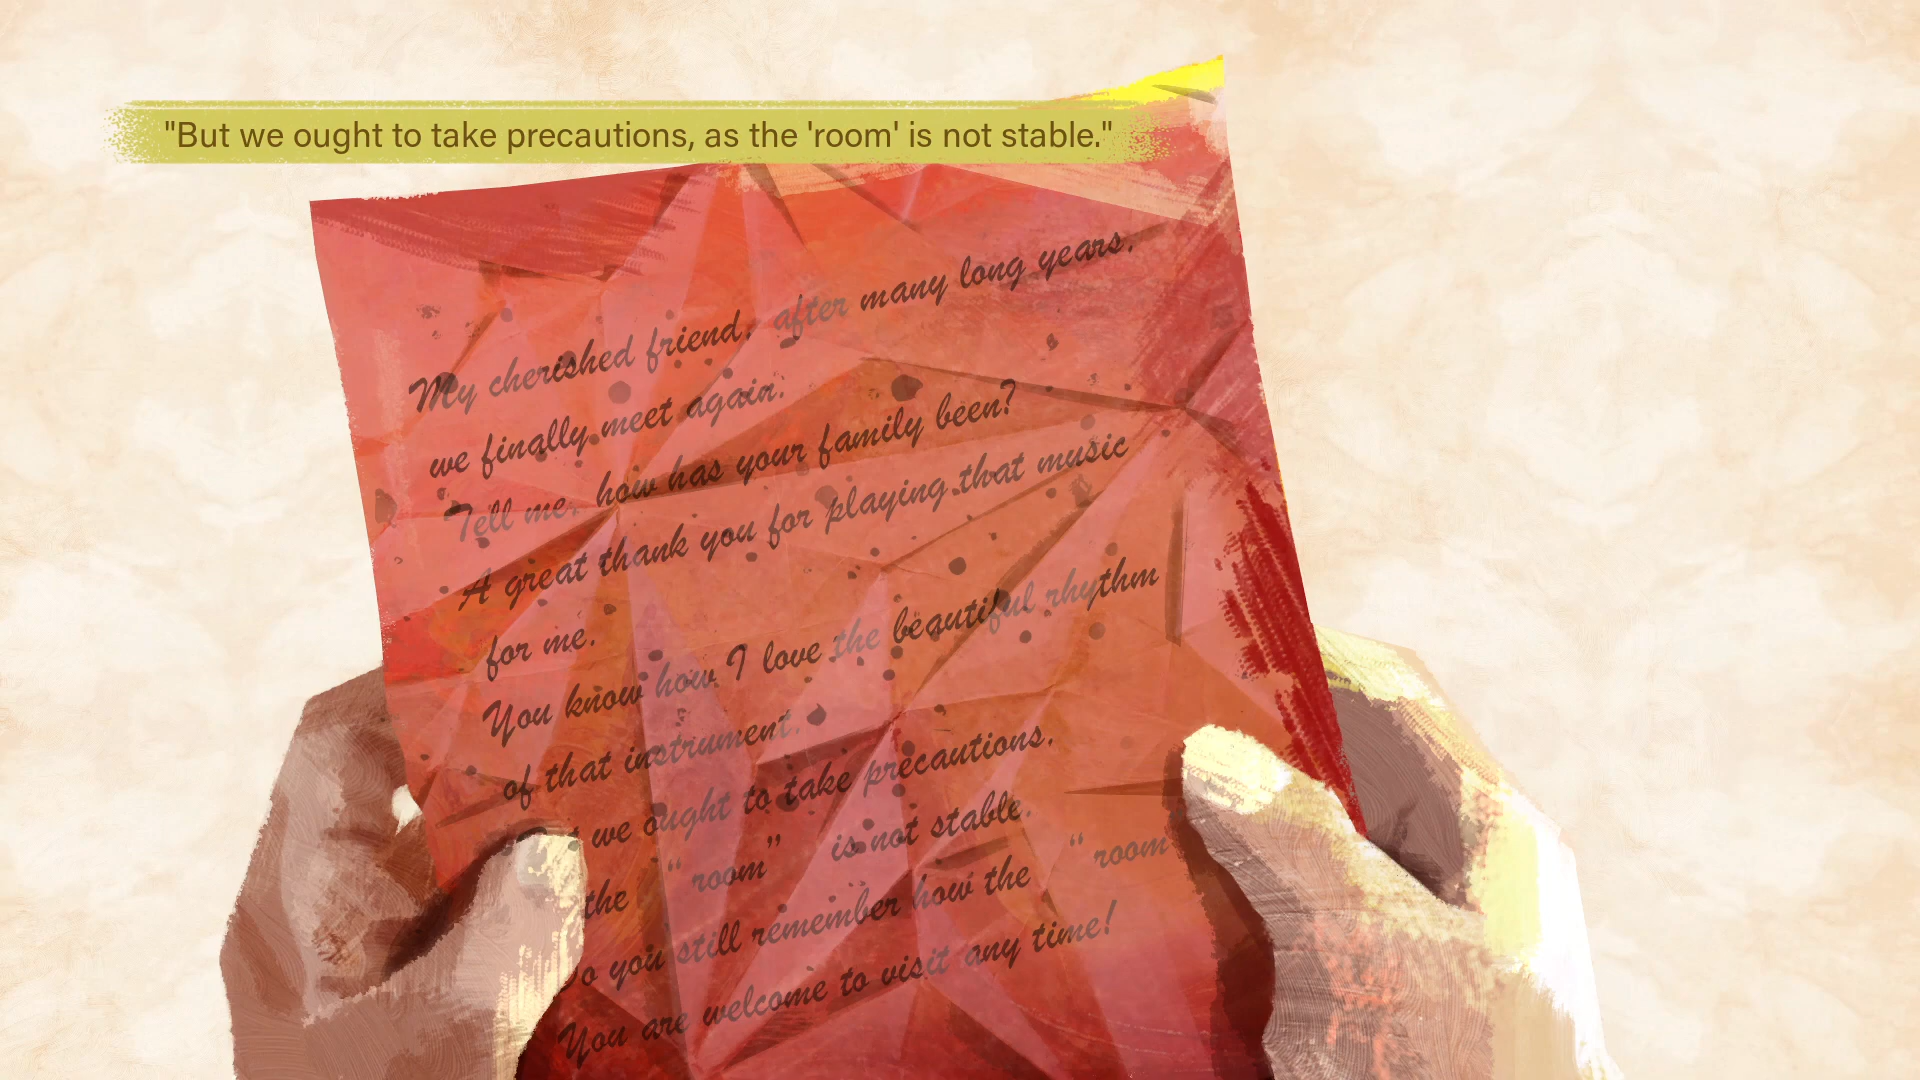 "But we ought to take precautions, as the 'room' is not stable."
My cherished friend, after many long years,
we finally meet again.
Tell me, how has your family been?
A great thank you for playing that music
for me.
You know how I love the beautiful rhythm
of that instrument.
we ought to take precautions,
the “room” is not stable.
you still remember how the “room
You are welcome to visit any time!